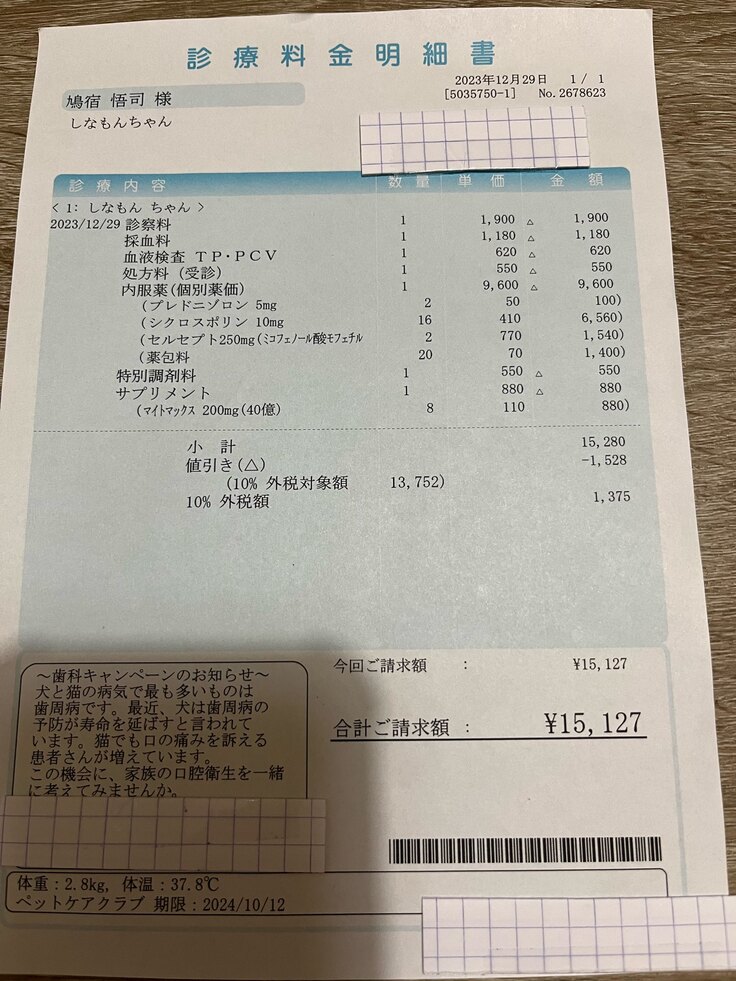 診療料金明細書
2023年12月29日 1 / 1
[5035750-1] No.2678623
鳩宿 悟司 様
しなもんちゃん
診療内容 数量 単価 金額
< 1: しなもん ちゃん >
2023/12/29 診察料 1 1,900 △ 1,900
採血料 1 1,180 △ 1,180
血液検査 TP・PCV 1 620 △ 620
処方料 (受診) 1 550 △ 550
内服薬(個別薬価) 1 9,600 △ 9,600
(プレドニゾロン 5mg 2 50 100)
(シクロスポリン 10mg 16 410 6,560)
(セルセプト250mg(ミコフェノール酸モフェチル 2 770 1,540)
(薬包料 20 70 1,400)
特別調剤料 1 550 △ 550
サプリメント 1 880 △ 880
(マイトマックス 200mg(40億) 8 110 880)
小 計 15,280
値引き(△) -1,528
(10% 外税対象額 13,752)
10% 外税額 1,375
今回ご請求額 : ¥15,127
合計ご請求額 : ¥15,127
～歯科キャンペーンのお知らせ～
犬と猫の病気で最も多いものは
歯周病です。最近、犬は歯周病の
予防が寿命を延ばすと言われて
います。猫でも口の痛みを訴える
患者さんが増えています。
この機会に、家族の口腔衛生を一緒
に考えてみませんか。
体重:2.8kg, 体温:37.8℃
ペットケアクラブ 期限:2024/10/12